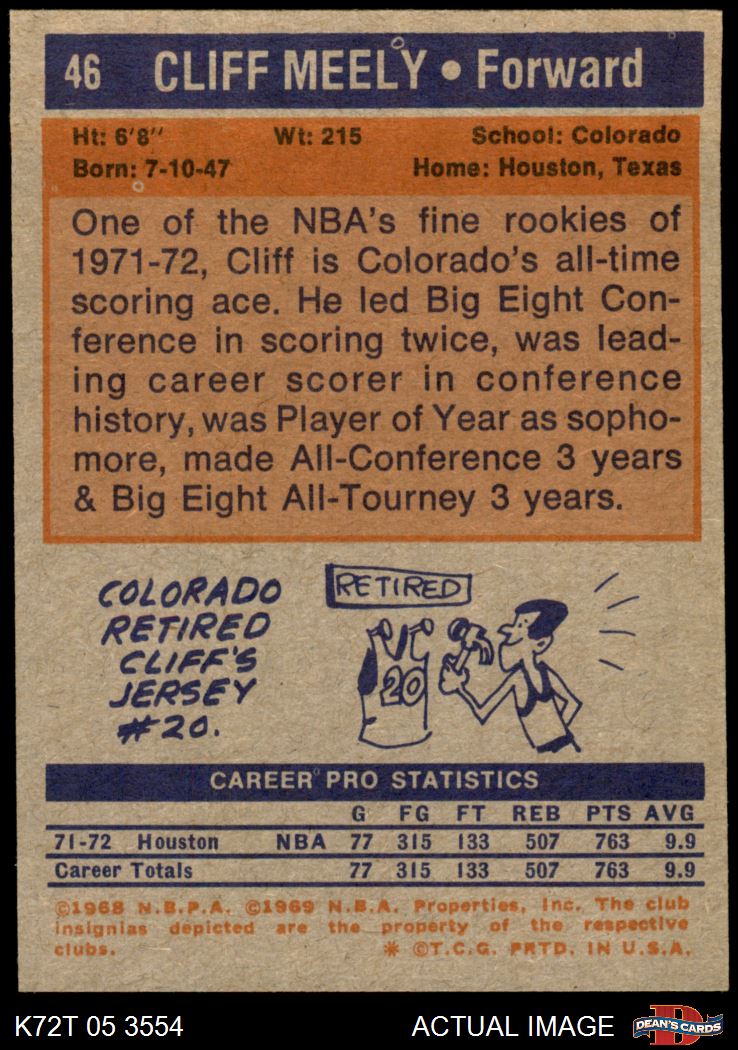 46 CLIFF MEELY • Forward
Ht: 6'8" Wt: 215 School: Colorado
Born: 7-10-47 Home: Houston, Texas
One of the NBA's fine rookies of
1971-72, Cliff is Colorado's all-time
scoring ace. He led Big Eight Con-
ference in scoring twice, was lead-
ing career scorer in conference
history, was Player of Year as sopho-
more, made All-Conference 3 years
& Big Eight All-Tourney 3 years.
COLORADO
RETIRED
CLIFF'S
JERSEY
#20.
RETIRED
20
CAREER PRO STATISTICS
G FG FT REB PTS AVG
71-72 Houston NBA 77 315 133 507 763 9.9
Career Totals 77 315 133 507 763 9.9
©1968 N.B.P.A. ©1969 N.B.A. Properties, Inc. The club
insignias depicted are the property of the respective
clubs. * ©T.C.G. PRTD. IN U.S.A.
K72T 05 3554 ACTUAL IMAGE DEAN'S CARDS